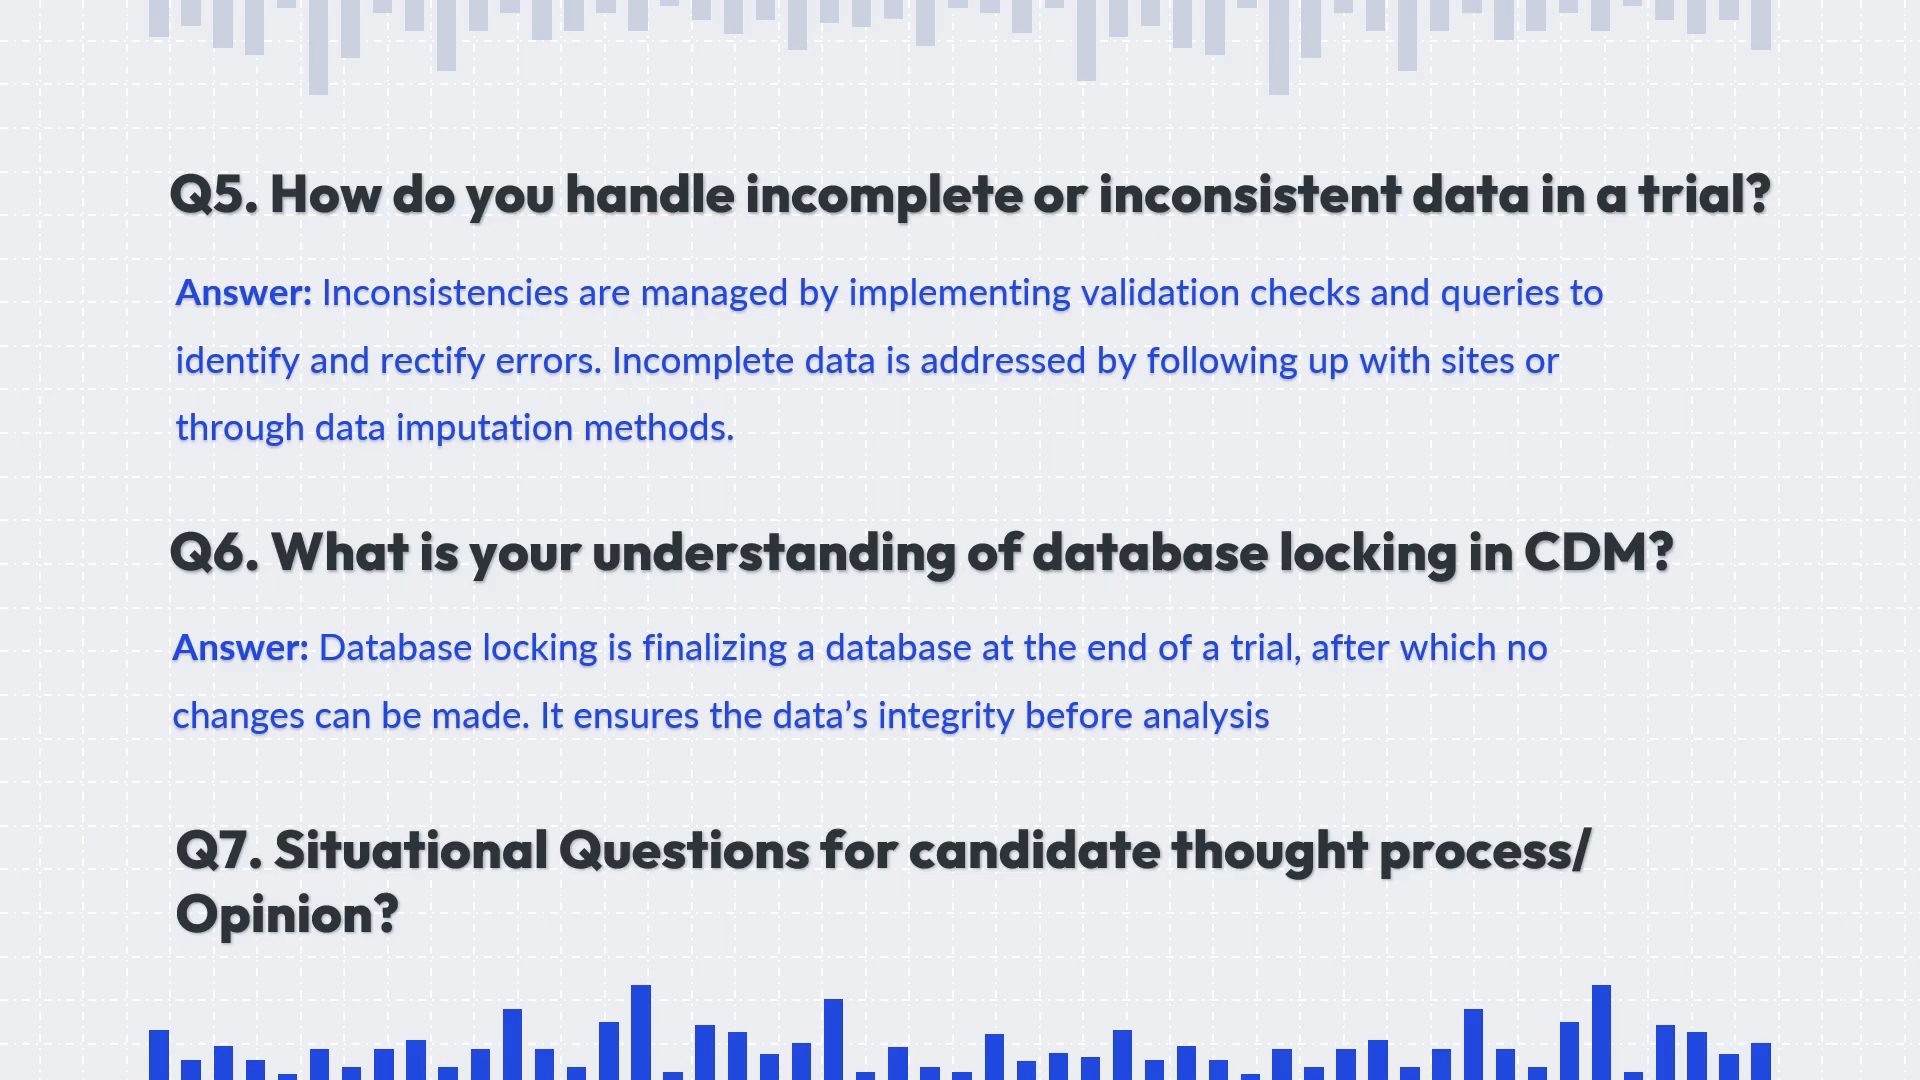 Q5. How do you handle incomplete or inconsistent data in a trial?
Answer: Inconsistencies are managed by implementing validation checks and queries to
identify and rectify errors. Incomplete data is addressed by following up with sites or
through data imputation methods.
Q6. What is your understanding of database locking in CDM?
Answer: Database locking is finalizing a database at the end of a trial, after which no
changes can be made. It ensures the data’s integrity before analysis
Q7. Situational Questions for candidate thought process/
Opinion?